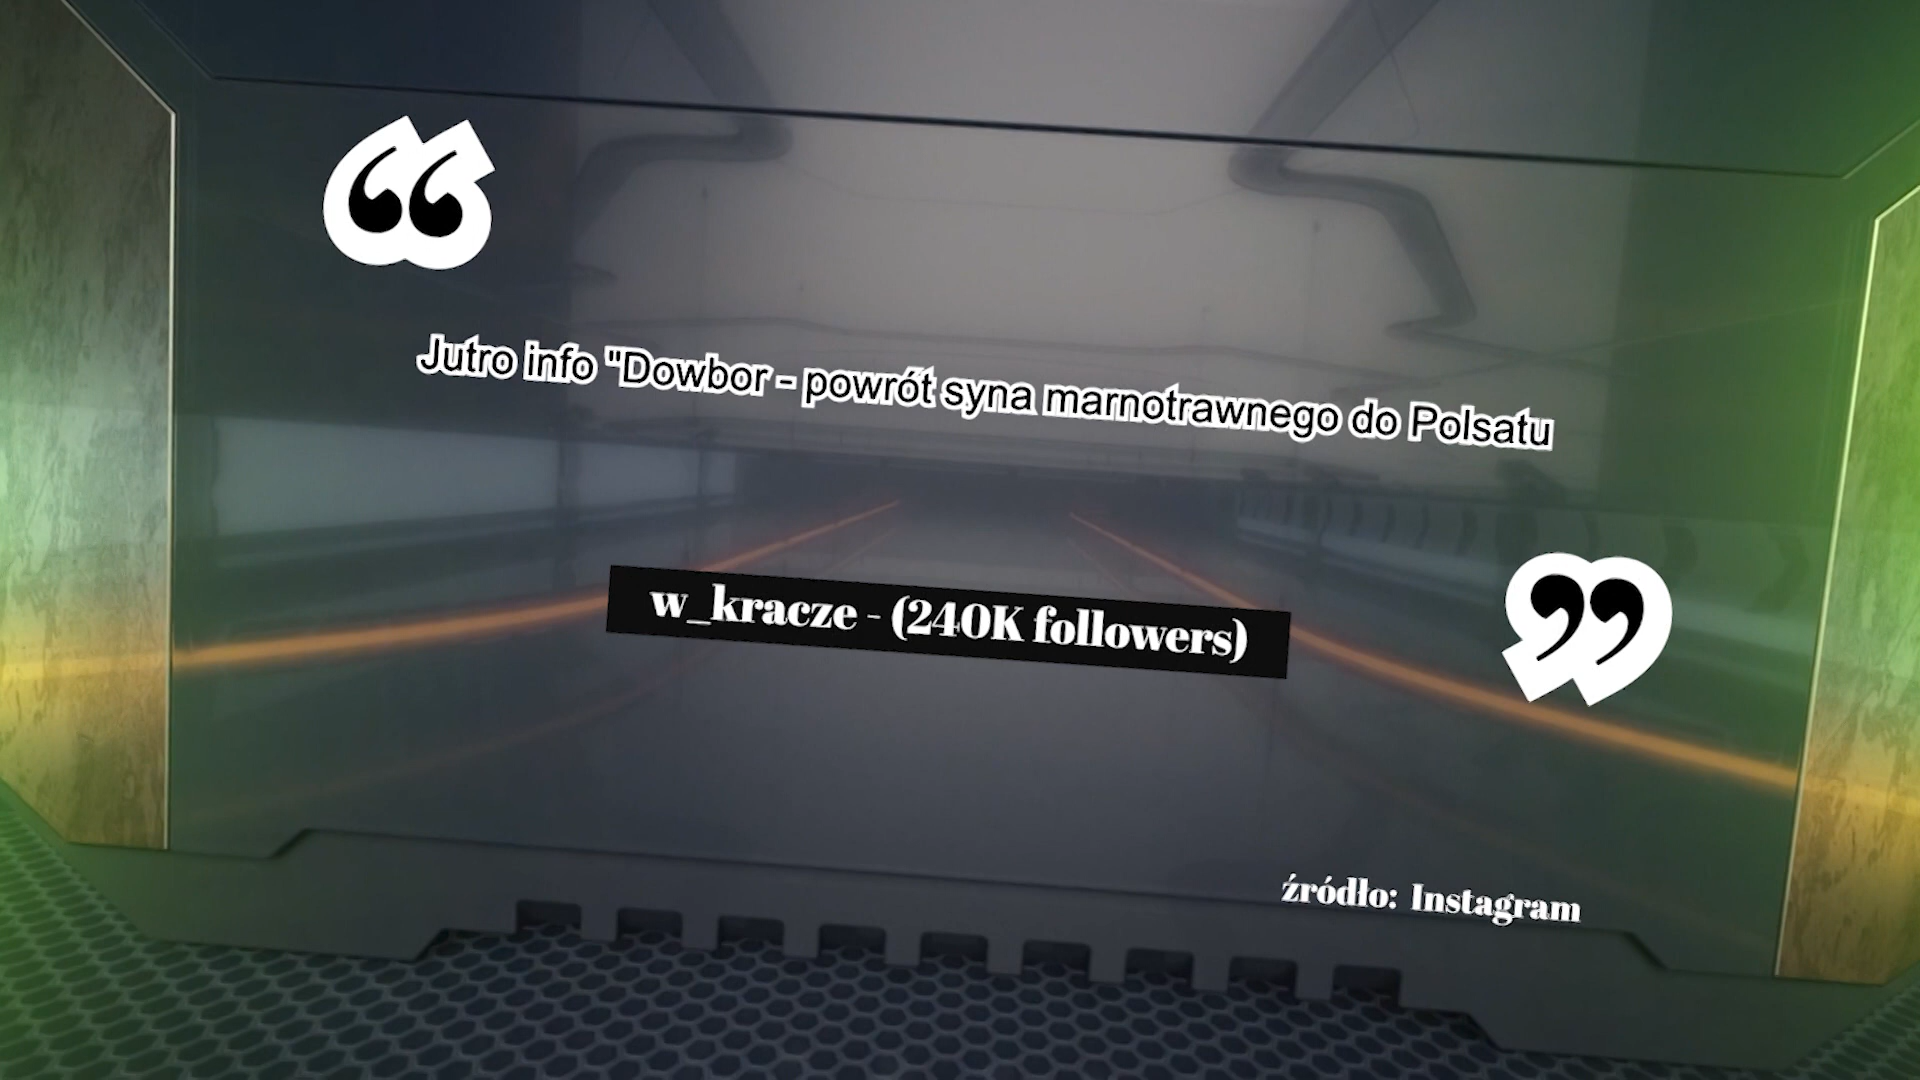 “
Jutro info "Dowbor - powrót syna marnotrawnego do Polsatu
”
w_kracze - (240K followers)
źródło: Instagram